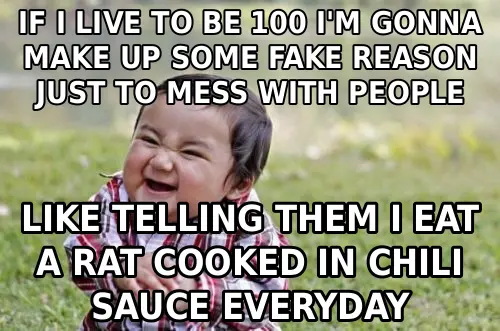 IF I LIVE TO BE 100 I'M GONNA
MAKE UP SOME FAKE REASON
JUST TO MESS WITH PEOPLE
LIKE TELLING THEM I EAT
A RAT COOKED IN CHILI
SAUCE EVERYDAY